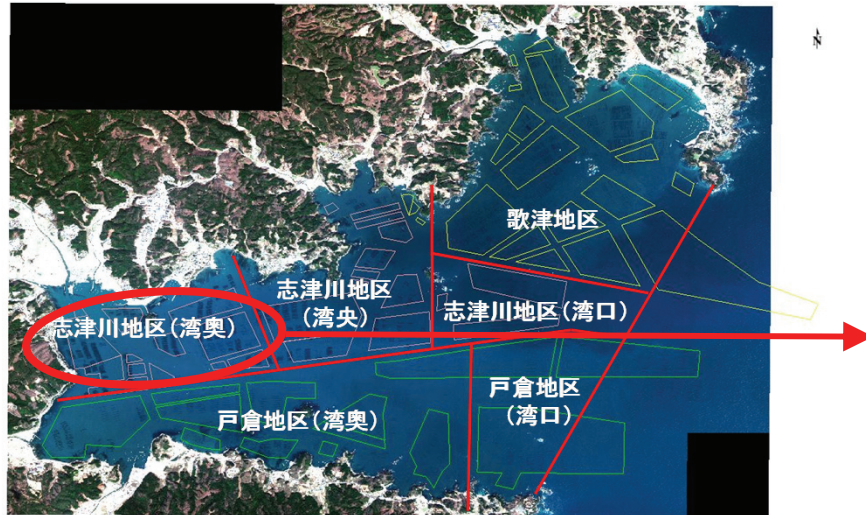 N
歌津地区
志津川地区
(湾央)
志津川地区(湾口)
志津川地区(湾奥)
戸倉地区
(湾口)
戸倉地区(湾奥)